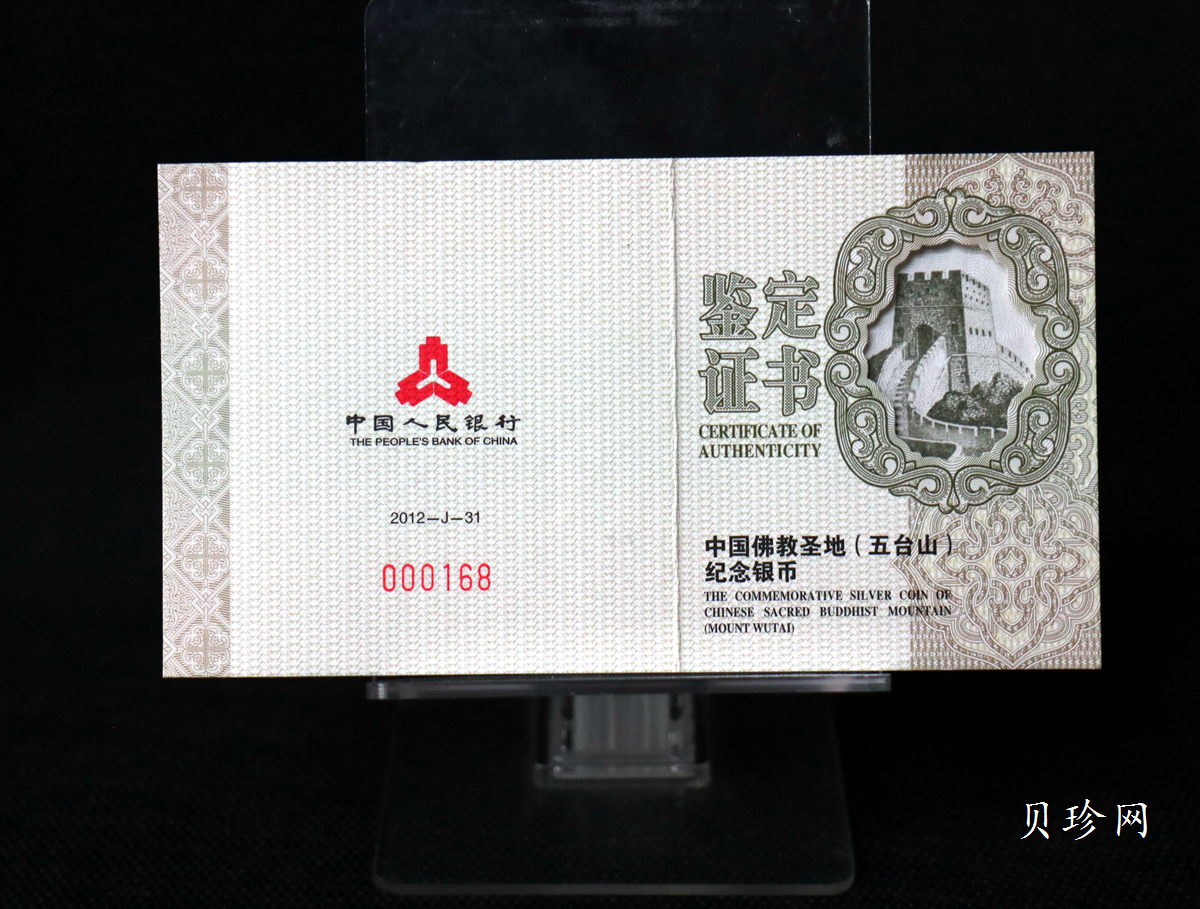 中国人民银行
THE PEOPLE'S BANK OF CHINA
2012—J—31
000168
鉴定
证书
CERTIFICATE OF
AUTHENTICITY
中国佛教圣地（五台山）
纪念银币
THE COMMEMORATIVE SILVER COIN OF
CHINESE SACRED BUDDHIST MOUNTAIN
(MOUNT WUTAI)
贝珍网